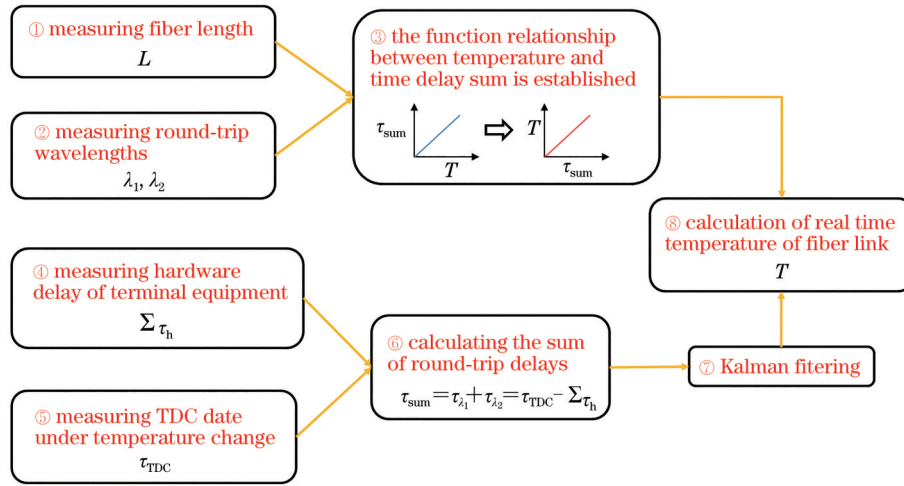 ① measuring fiber length
L
② measuring round-trip
wavelengths
λ₁, λ₂
③ the function relationship
between temperature and
time delay sum is established
τsum
T
T
τsum
④ measuring hardware
delay of terminal equipment
Στh
⑤ measuring TDC date
under temperature change
τTDC
⑥ calculating the sum
of round-trip delays
τsum=τλ₁+τλ₂=τTDC−Στh
⑦ Kalman fitering
⑧ calculation of real time
temperature of fiber link
T